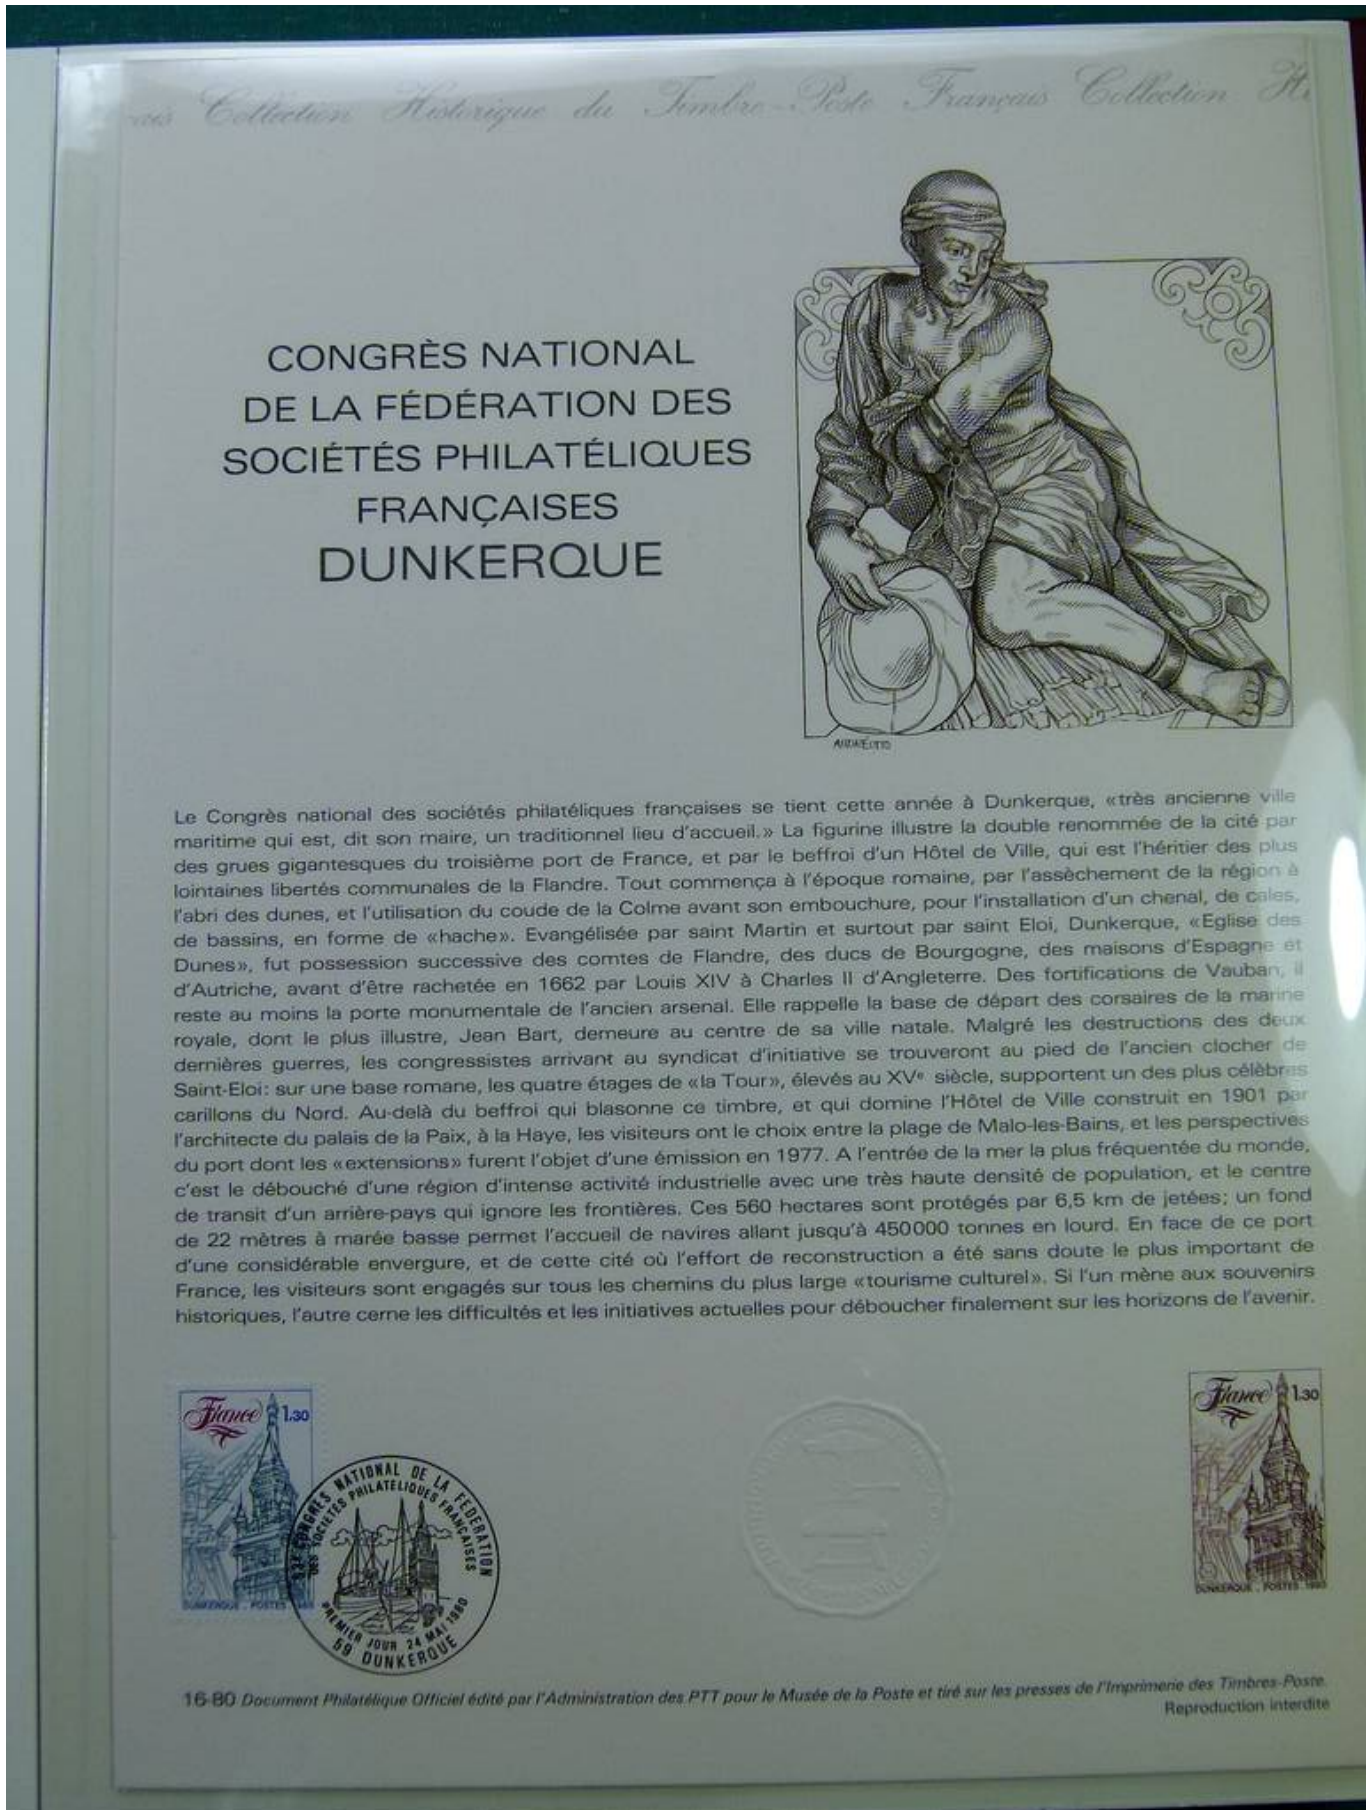 Collection Historique du Timbre-Poste Français Collection
CONGRÈS NATIONAL
DE LA FÉDÉRATION DES
SOCIÉTÉS PHILATÉLIQUES
FRANÇAISES
DUNKERQUE
Le Congrès national des sociétés philatéliques françaises se tient cette année à Dunkerque, «très ancienne ville
maritime qui est, dit son maire, un traditionnel lieu d'accueil.» La figurine illustre la double renommée de la cité par
des grues gigantesques du troisième port de France, et par le beffroi d'un Hôtel de Ville, qui est l'héritier des plus
lointaines libertés communales de la Flandre. Tout commença à l'époque romaine, par l'assèchement de la région à
l'abri des dunes, et l'utilisation du coude de la Colme avant son embouchure, pour l'installation d'un chenal, de cales,
de bassins, en forme de «hache». Evangélisée par saint Martin et surtout par saint Eloi, Dunkerque, «Eglise des
Dunes», fut possession successive des comtes de Flandre, des ducs de Bourgogne, des maisons d'Espagne et
d'Autriche, avant d'être rachetée en 1662 par Louis XIV à Charles II d'Angleterre. Des fortifications de Vauban, il
reste au moins la porte monumentale de l'ancien arsenal. Elle rappelle la base de départ des corsaires de la marine
royale, dont le plus illustre, Jean Bart, demeure au centre de sa ville natale. Malgré les destructions des deux
dernières guerres, les congressistes arrivant au syndicat d'initiative se trouveront au pied de l'ancien clocher de
Saint-Eloi: sur une base romane, les quatre étages de «la Tour», élevés au XVe siècle, supportent un des plus célèbres
carillons du Nord. Au-delà du beffroi qui blasonne ce timbre, et qui domine l'Hôtel de Ville construit en 1901 par
l'architecte du palais de la Paix, à la Haye, les visiteurs ont le choix entre la plage de Malo-les-Bains, et les perspectives
du port dont les «extensions» furent l'objet d'une émission en 1977. A l'entrée de la mer la plus fréquentée du monde,
c'est le débouché d'une région d'intense activité industrielle avec une très haute densité de population, et le centre
de transit d'un arrière-pays qui ignore les frontières. Ces 560 hectares sont protégés par 6,5 km de jetées; un fond
de 22 mètres à marée basse permet l'accueil de navires allant jusqu'à 450000 tonnes en lourd. En face de ce port
d'une considérable envergure, et de cette cité où l'effort de reconstruction a été sans doute le plus important de
France, les visiteurs sont engagés sur tous les chemins du plus large «tourisme culturel». Si l'un mène aux souvenirs
historiques, l'autre cerne les difficultés et les initiatives actuelles pour déboucher finalement sur les horizons de l'avenir.
France 1.30
DUNKERQUE . POSTES
CONGRES NATIONAL DE LA FEDERATION
DES SOCIETES PHILATELIQUES FRANÇAISES
PREMIER JOUR 24 MAI 1980
59 DUNKERQUE
France 1.30
DUNKERQUE . POSTES 1980
16-80 Document Philatélique Officiel édité par l'Administration des PTT pour le Musée de la Poste et tiré sur les presses de l'Imprimerie des Timbres-Poste.
Reproduction interdite